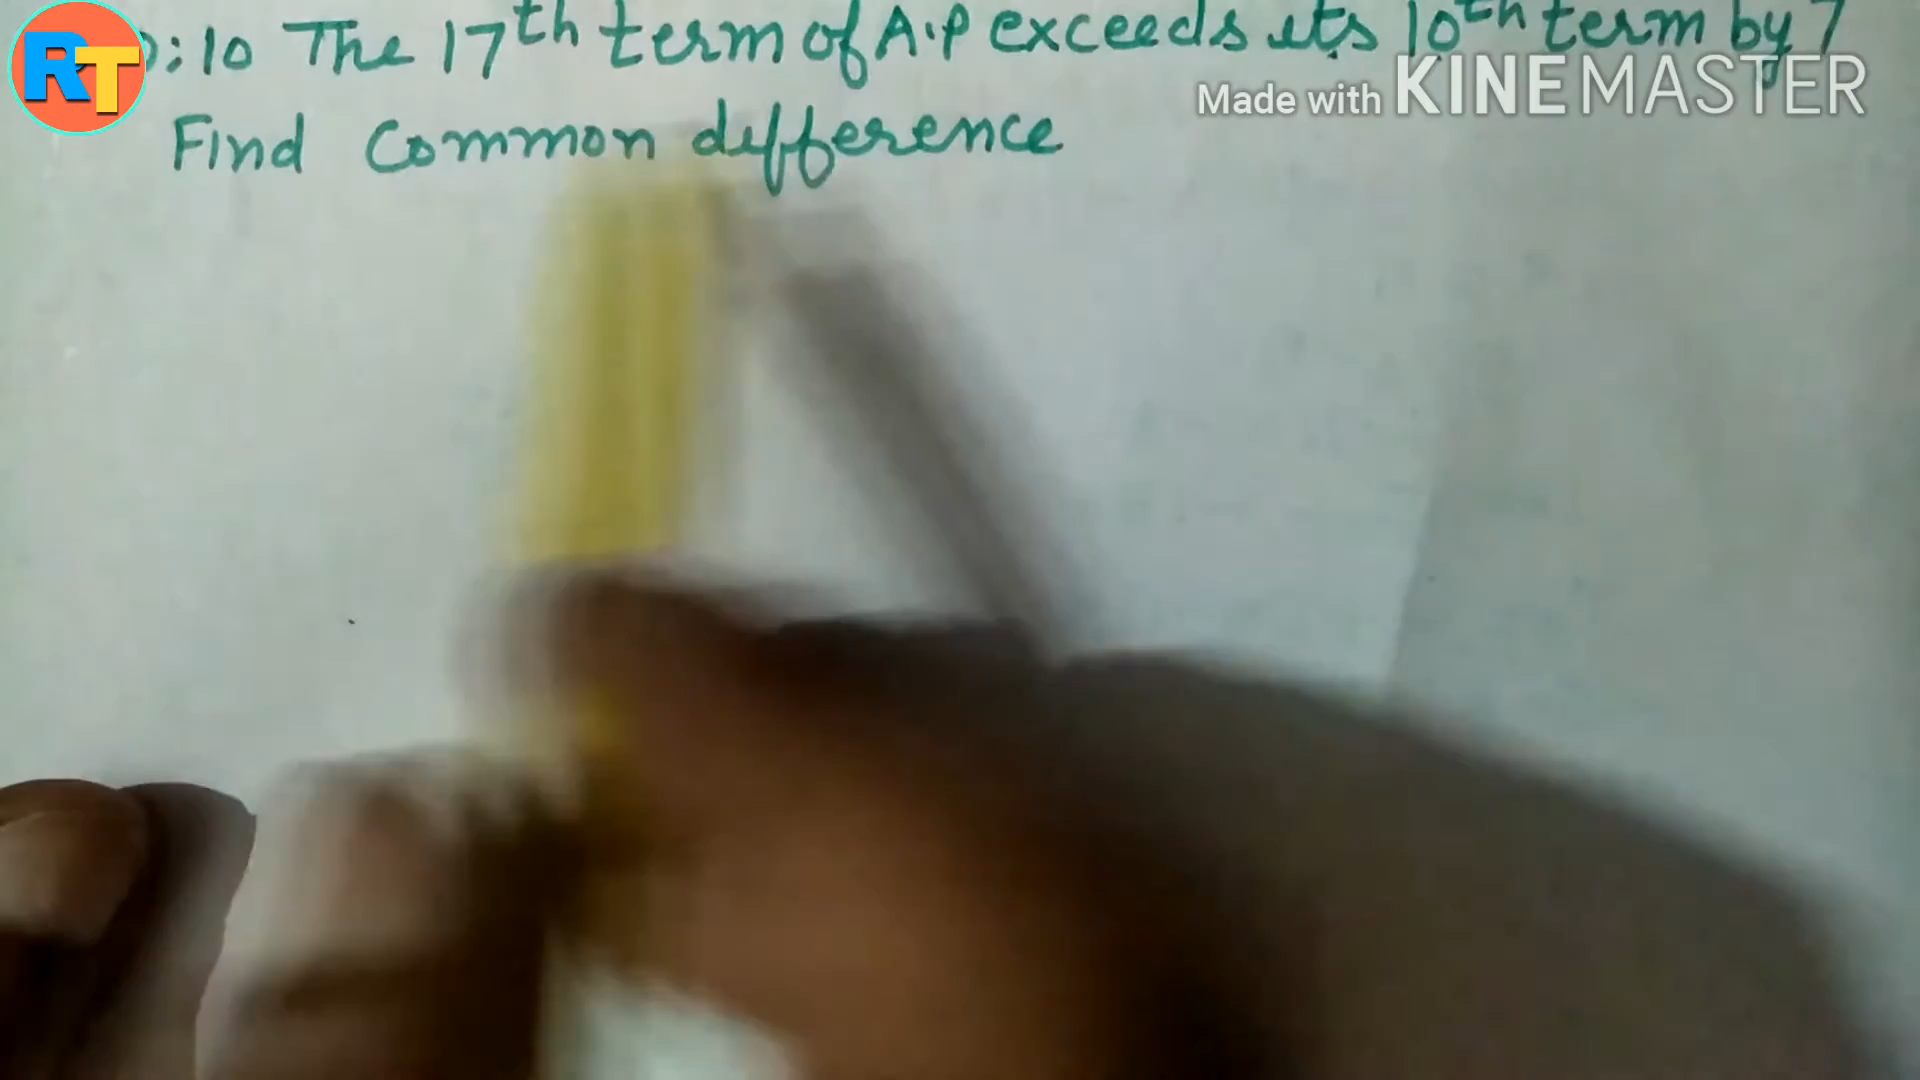 RT :10 The 17th term of A.P exceeds its 10th term by 7
Made with KINEMASTER
Find Common difference